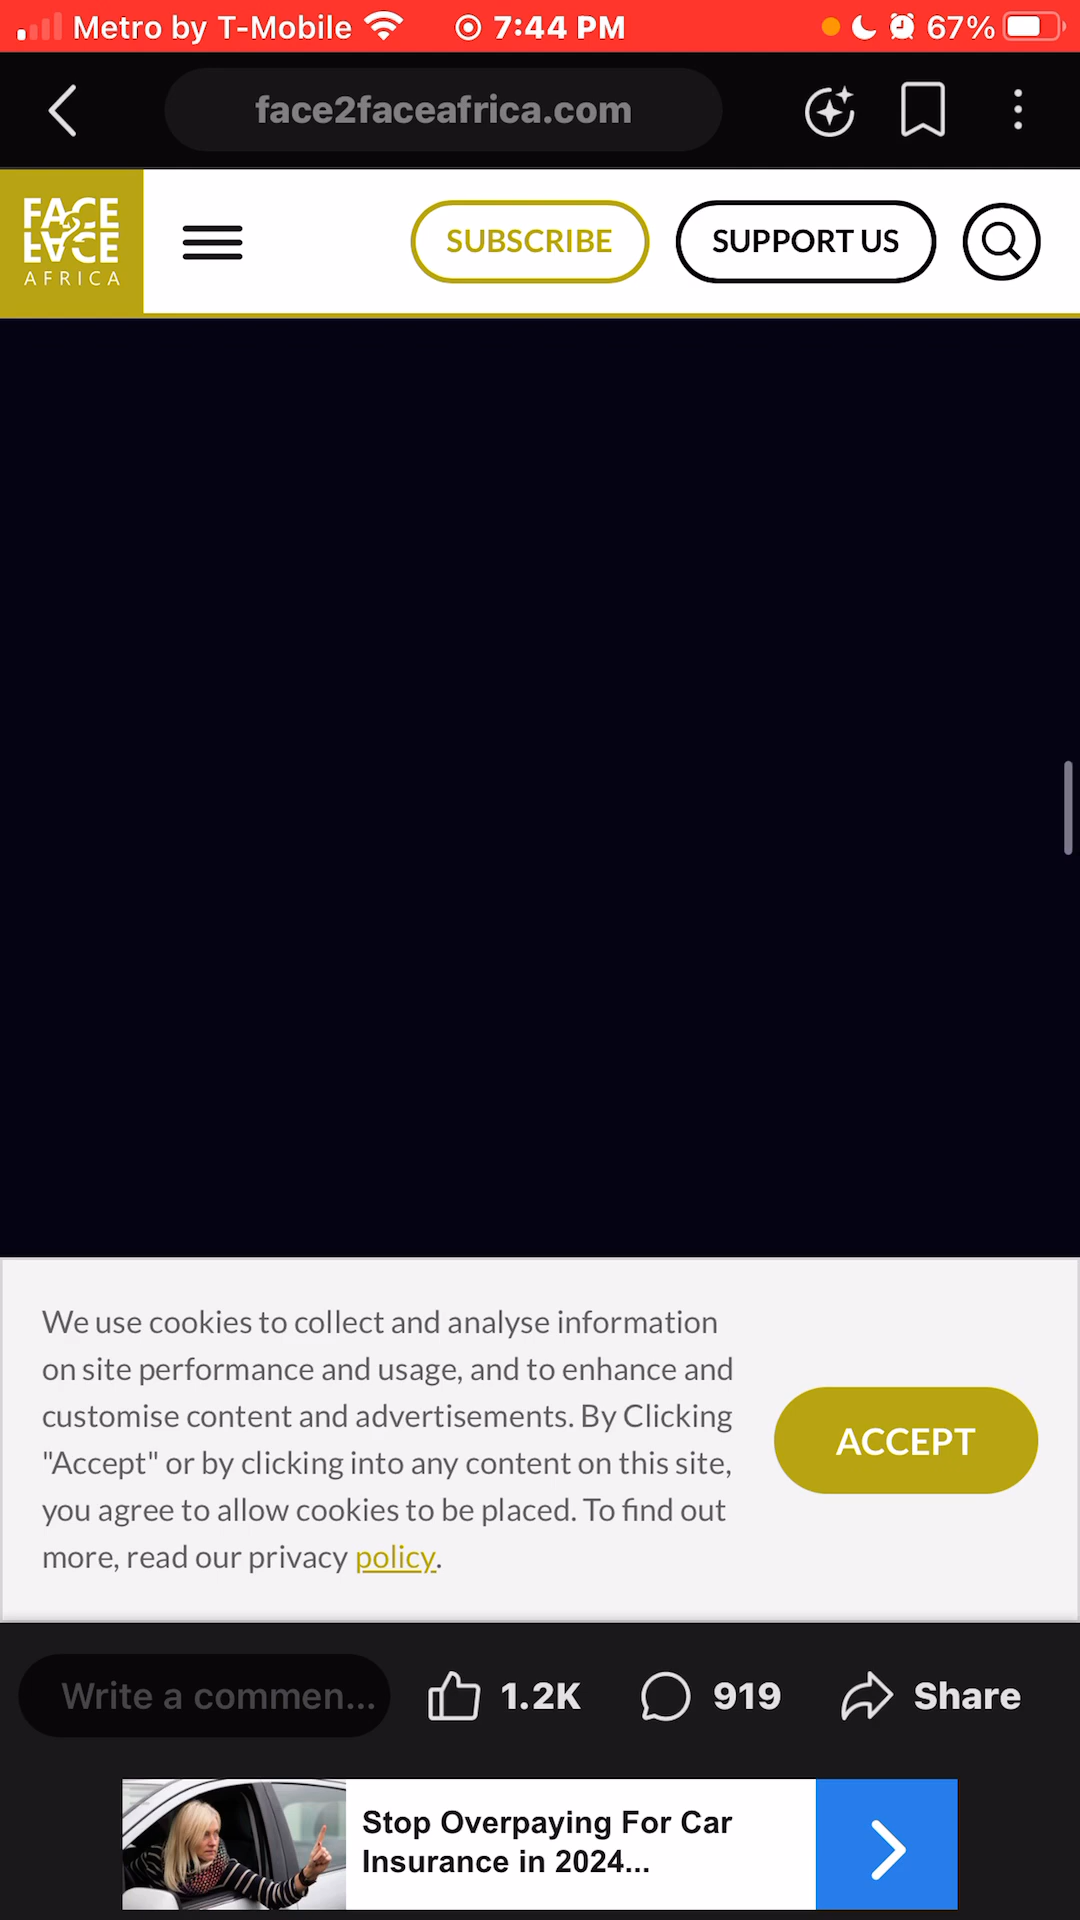 Metro by T-Mobile 7:44 PM 67%
face2faceafrica.com
FACE
2
FACE
AFRICA
SUBSCRIBE SUPPORT US
We use cookies to collect and analyse information
on site performance and usage, and to enhance and
customise content and advertisements. By Clicking
"Accept" or by clicking into any content on this site,
you agree to allow cookies to be placed. To find out
more, read our privacy policy.
ACCEPT
Write a commen... 1.2K 919 Share
Stop Overpaying For Car
Insurance in 2024...